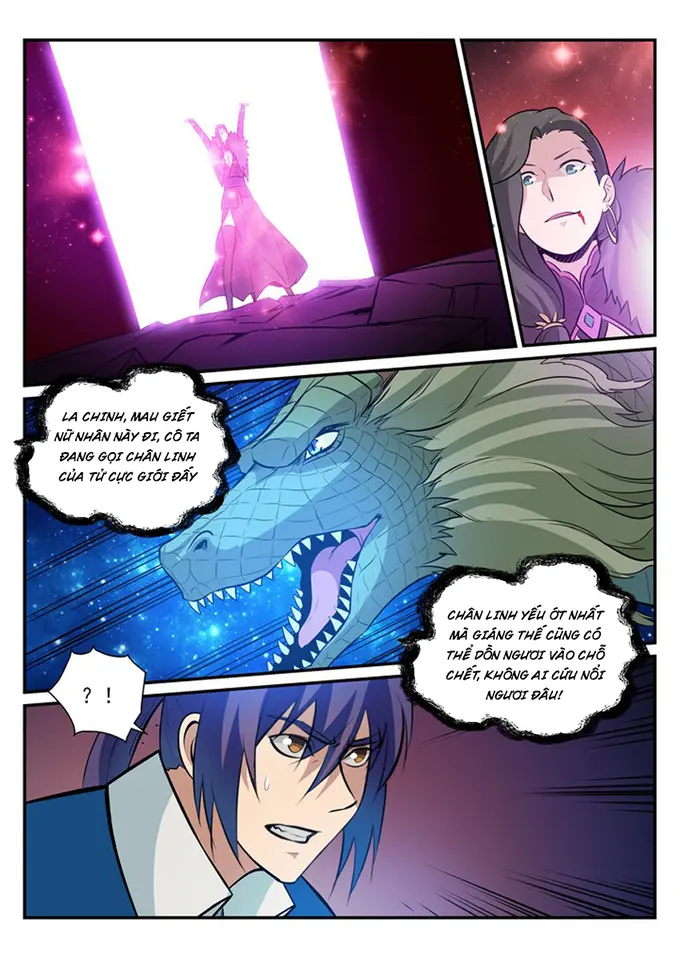 LA CHINH, MAU GIẾT
NỮ NHÂN NÀY ĐI, CÔ TA
ĐANG GỌI CHÂN LINH
CỦA TỬ CỰC GIỚI ĐẤY
CHÂN LINH YẾU ỚT NHẤT
MÀ GIÁNG THẾ CŨNG CÓ
THỂ DỒN NGƯƠI VÀO CHỖ
CHẾT, KHÔNG AI CỨU NỔI
NGƯƠI ĐÂU!
? !